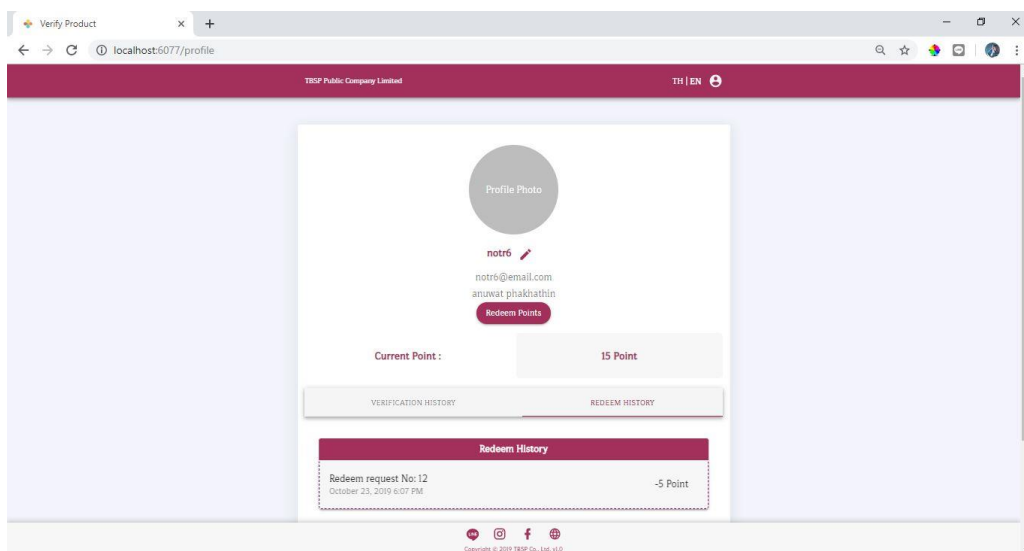 Verify Product
localhost:6077/profile
TBSP Public Company Limited
TH | EN
Profile Photo
notr6
notr6@email.com
anuwat phakhathin
Redeem Points
Current Point :
15 Point
VERIFICATION HISTORY
REDEEM HISTORY
Redeem History
Redeem request No: 12
-5 Point
October 23, 2019 6:07 PM
LINE
Copyright © 2019 TBSP Co., Ltd. v1.0